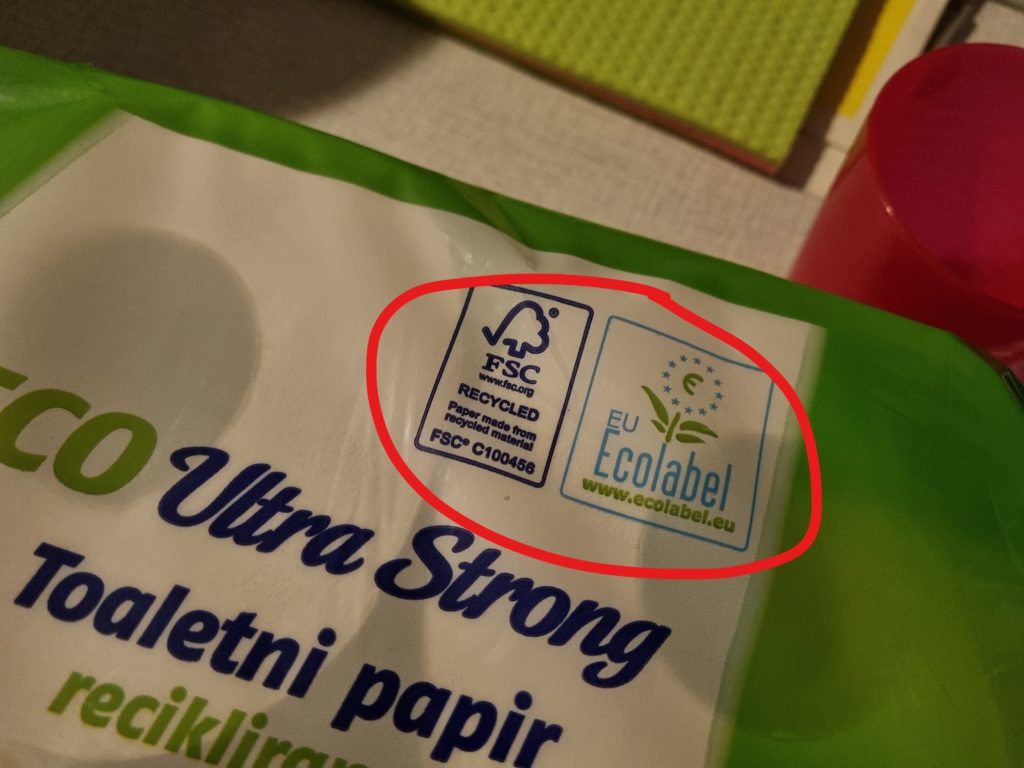 FSC®
www.fsc.org
RECYCLED
Paper made from
recycled material
FSC® C100456
EU
Ecolabel
www.ecolabel.eu
ECO Ultra Strong
Toaletni papir